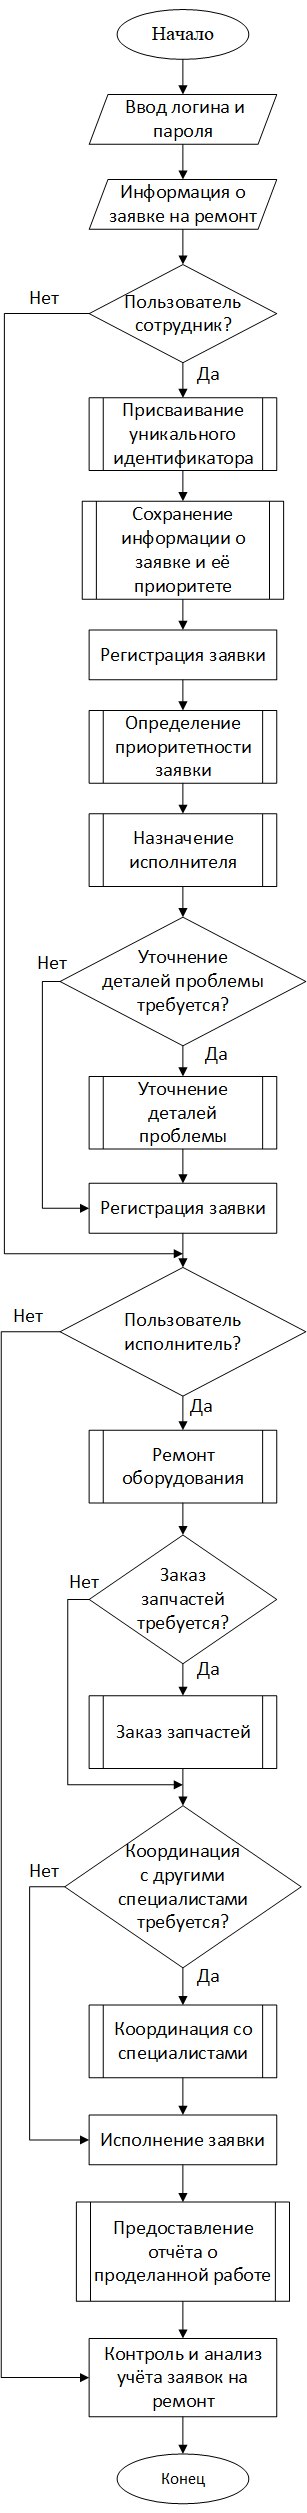 Начало
Ввод логина и
пароля
Информация о
заявке на ремонт
Нет
Пользователь
сотрудник?
Да
Присваивание
уникального
идентификатора
Сохранение
информации о
заявке и её
приоритете
Регистрация заявки
Определение
приоритетности
заявки
Назначение
исполнителя
Нет
Уточнение
деталей проблемы
требуется?
Да
Уточнение
деталей
проблемы
Регистрация заявки
Нет
Пользователь
исполнитель?
Да
Ремонт
оборудования
Нет
Заказ
запчастей
требуется?
Да
Заказ запчастей
Нет
Координация
с другими
специалистами
требуется?
Да
Координация со
специалистами
Исполнение заявки
Предоставление
отчёта о
проделанной работе
Контроль и анализ
учёта заявок на
ремонт
Конец